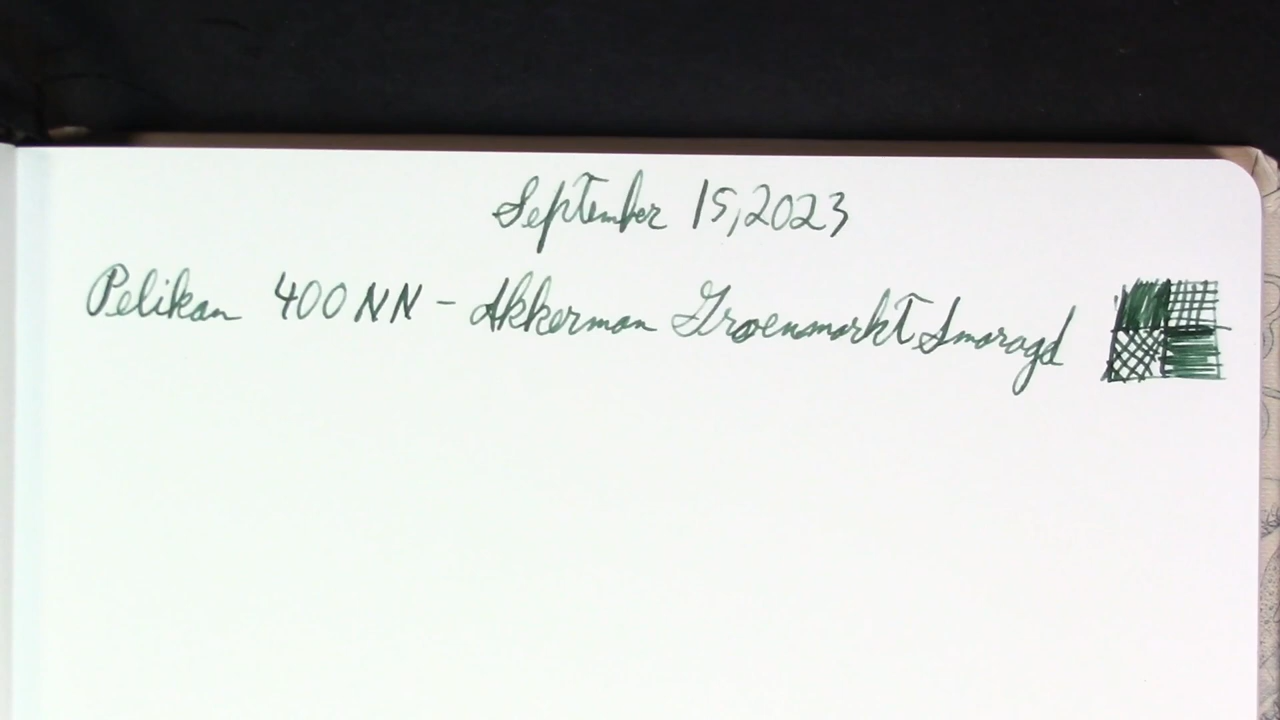 September 15, 2023
Pelikan 400NN - Akkerman Groenmarkt Smaragd